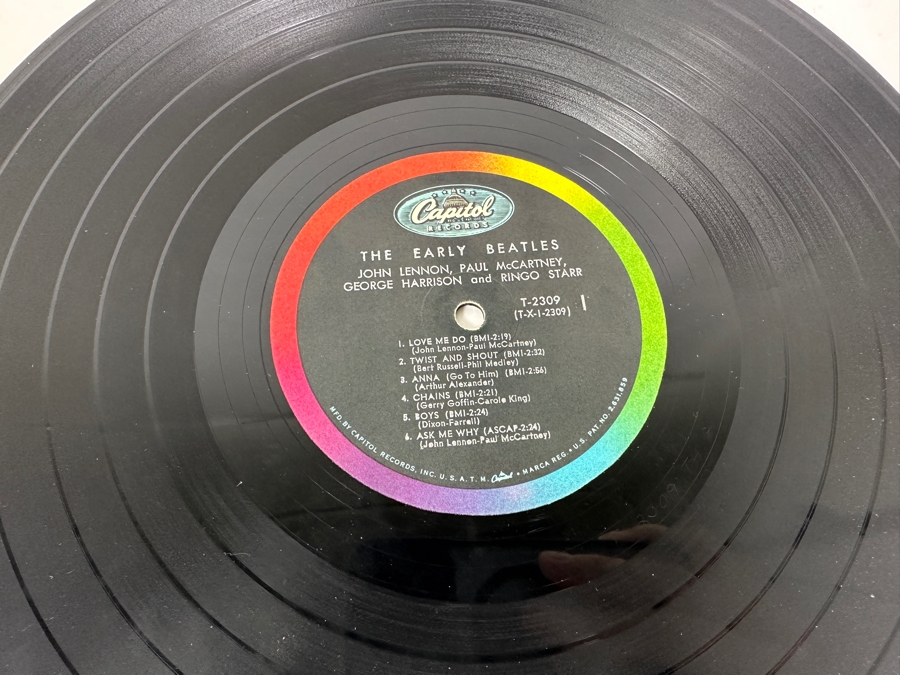 Capitol
RECORDS
THE EARLY BEATLES
JOHN LENNON, PAUL McCARTNEY,
GEORGE HARRISON and RINGO STARR
T-2309
(T-X-1-2309)
1
1. LOVE ME DO (BMI-2:19)
(John Lennon-Paul McCartney)
2. TWIST AND SHOUT (BMI-2:32)
(Bert Russell-Phil Medley)
3. ANNA (Go To Him) (BMI-2:56)
(Arthur Alexander)
4. CHAINS (BMI-2:21)
(Gerry Goffin-Carole King)
5. BOYS (BMI-2:24)
(Dixon-Farrell)
6. ASK ME WHY (ASCAP-2:24)
(John Lennon-Paul McCartney)
MFD. BY CAPITOL RECORDS, INC. U.S.A. T.M. Capitol • MARCA REG. • U.S. PAT. NO. 2,631,859